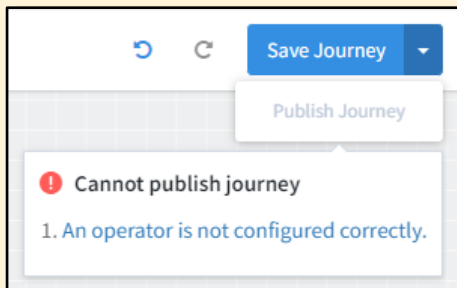 Save Journey
Publish Journey
Cannot publish journey
1. An operator is not configured correctly.